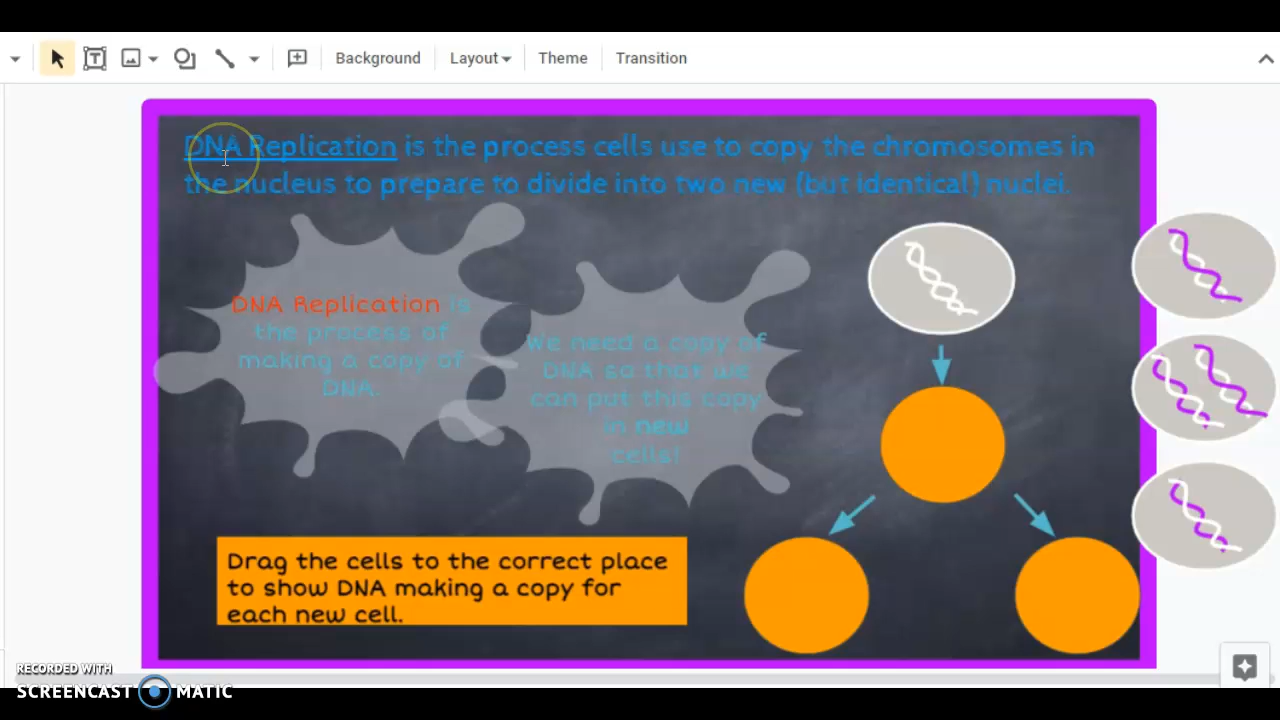 Background Layout Theme Transition
DNA Replication is the process cells use to copy the chromosomes in
the nucleus to prepare to divide into two new (but identical) nuclei.
DNA Replication is
the process of
making a copy of
DNA.
We need a copy of
DNA so that we
can put this copy
in new
cells!
Drag the cells to the correct place
to show DNA making a copy for
each new cell.
RECORDED WITH
SCREENCAST MATIC